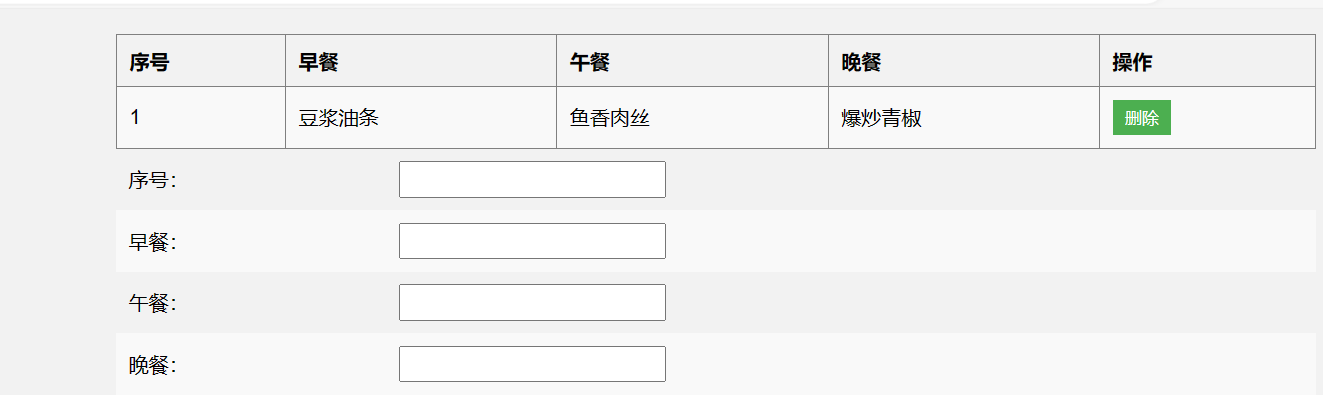 序号 早餐 午餐 晚餐 操作
1 豆浆油条 鱼香肉丝 爆炒青椒 删除
序号：
早餐：
午餐：
晚餐：